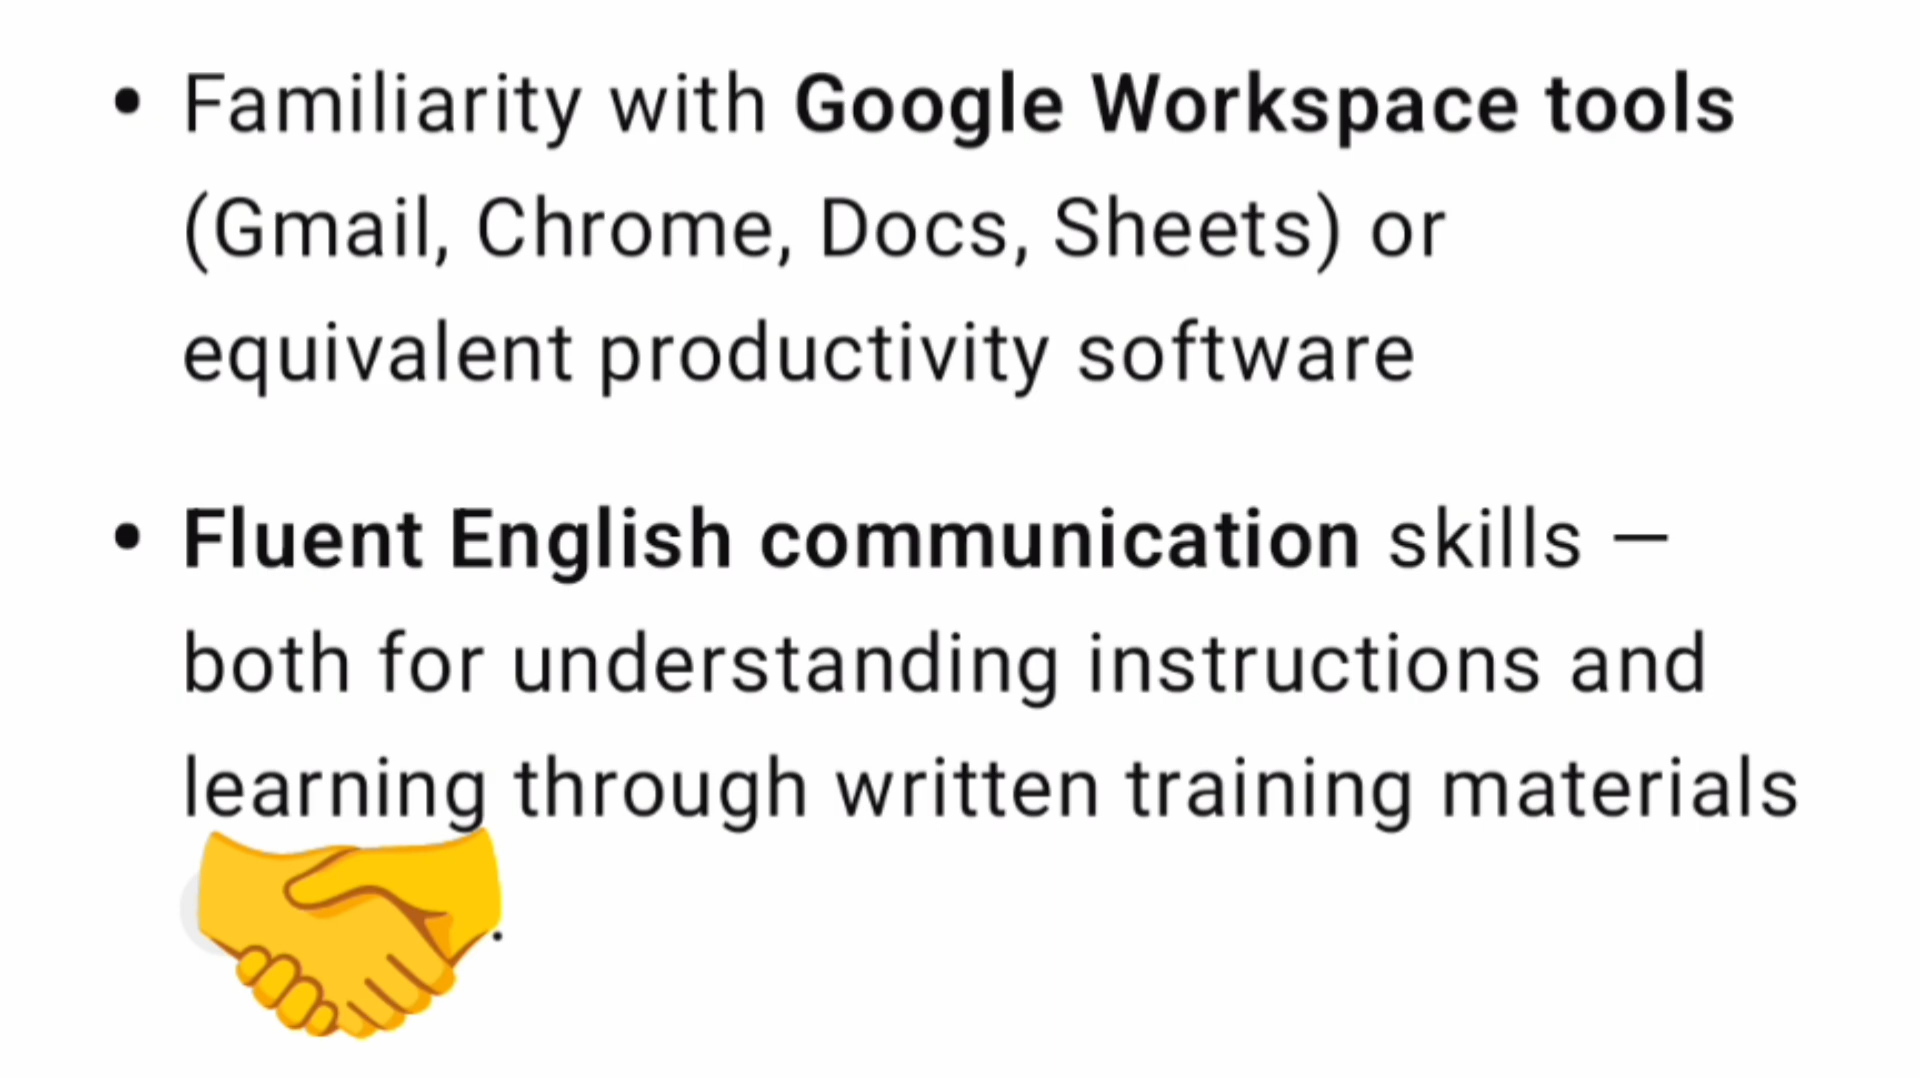 • Familiarity with Google Workspace tools
(Gmail, Chrome, Docs, Sheets) or
equivalent productivity software
• Fluent English communication skills —
both for understanding instructions and
learning through written training materials
.